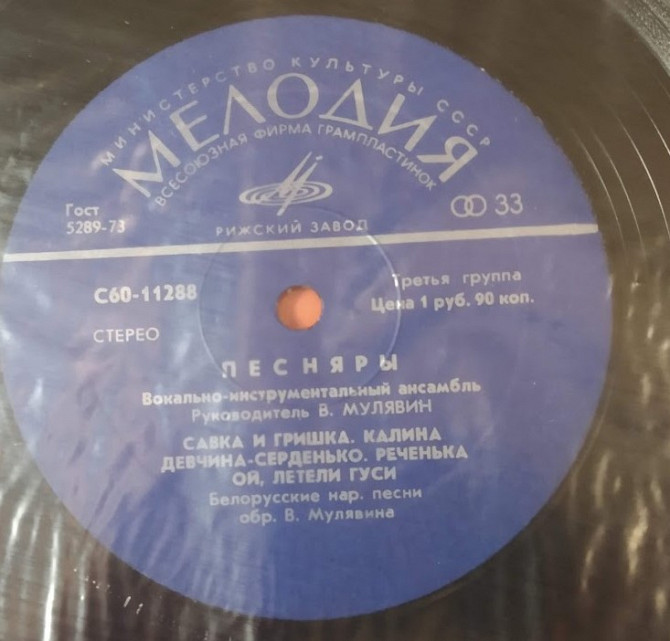 МИНИСТЕРСТВО КУЛЬТУРЫ СССР
МЕЛОДИЯ
ВСЕСОЮЗНАЯ ФИРМА ГРАМПЛАСТИНОК
Гост
5289-73
33
РИЖСКИЙ ЗАВОД
С60-11288
Третья группа
Цена 1 руб. 90 коп.
СТЕРЕО
ПЕСНЯРЫ
Вокально-инструментальный ансамбль
Руководитель В. МУЛЯВИН
САВКА И ГРИШКА. КАЛИНА
ДЕВЧИНА-СЕРДЕНЬКО. РЕЧЕНЬКА
ОЙ, ЛЕТЕЛИ ГУСИ
Белорусские нар. песни
обр. В. Мулявина